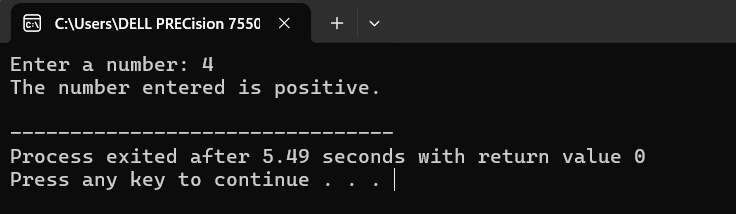 C:\Users\DELL PRECision 7550
Enter a number: 4
The number entered is positive.
--------------------------------
Process exited after 5.49 seconds with return value 0
Press any key to continue . . .